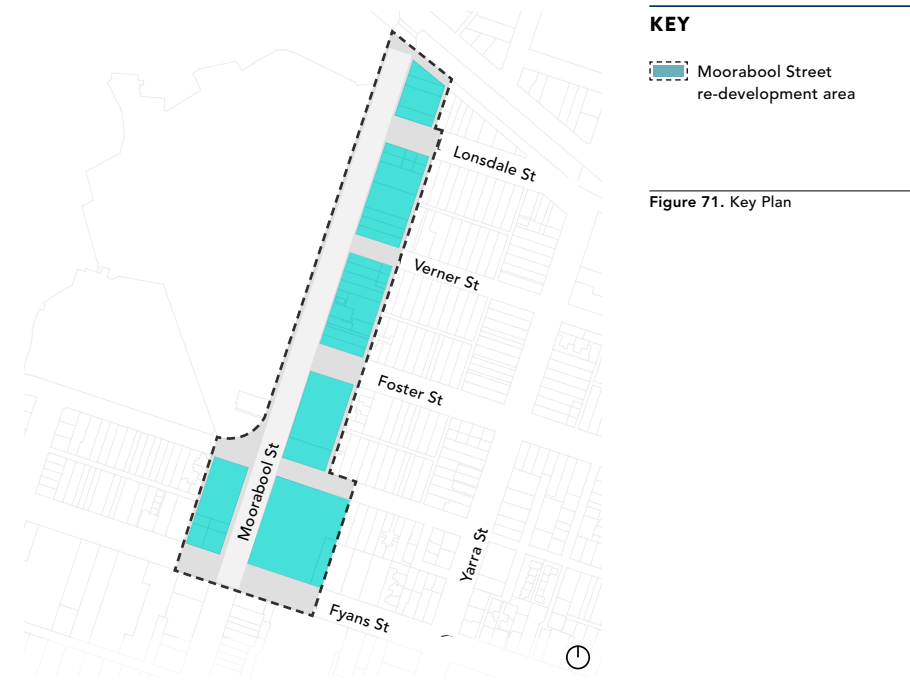 KEY
Moorabool Street
re-development area
Figure 71. Key Plan
Lonsdale St
Verner St
Foster St
Moorabool St
Yarra St
Fyans St